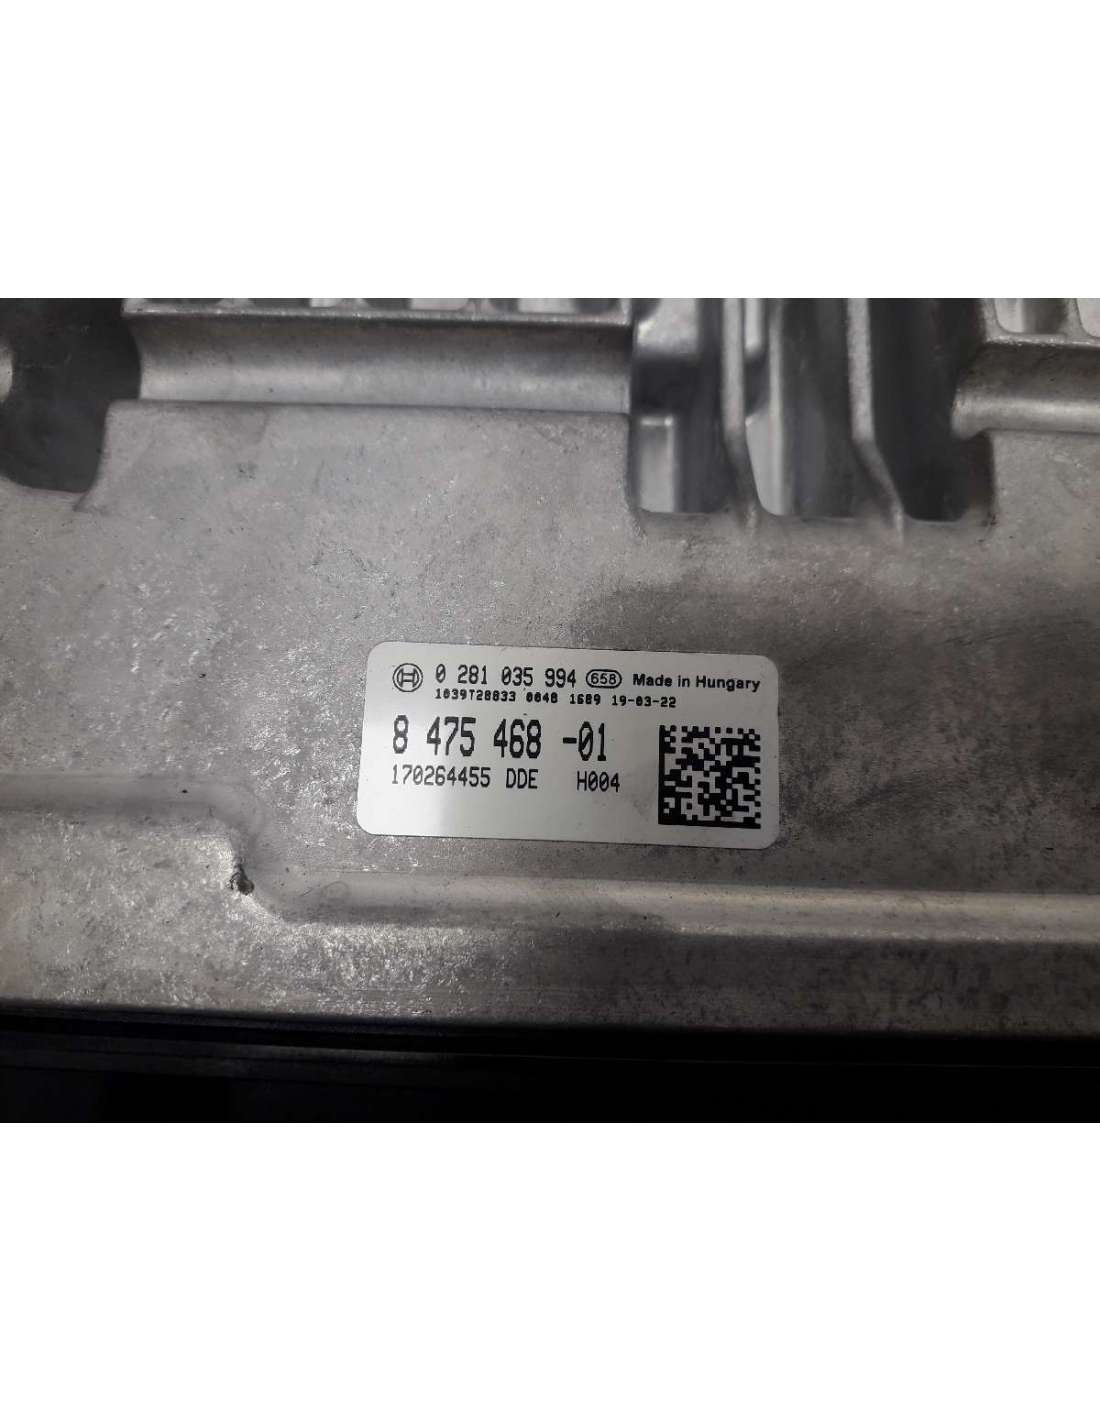 0 281 035 994 658 Made in Hungary
1039T28833 0048 1689 19-03-22
8 475 468 -01
170264455 DDE H004